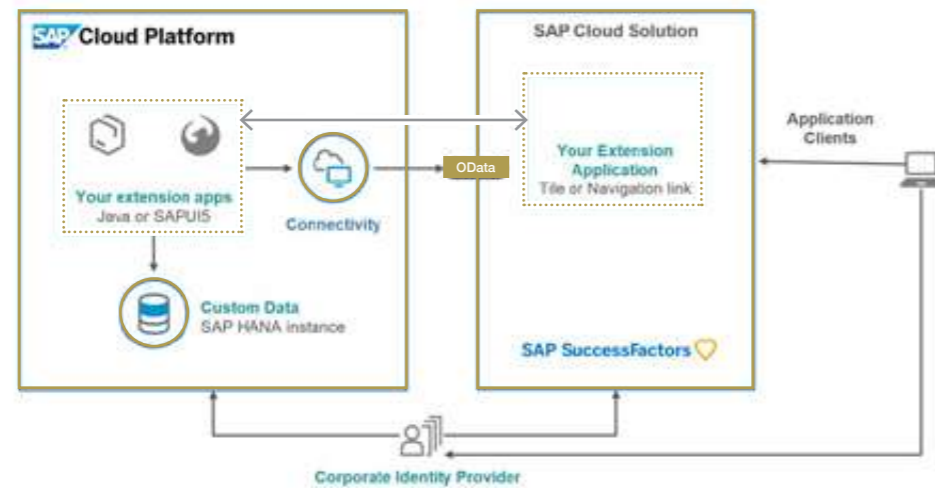 SAP Cloud Platform
SAP Cloud Solution
Your extension apps
Java or SAPUI5
Connectivity
OData
Your Extension
Application
Tile or Navigation link
Application
Clients
Custom Data
SAP HANA instance
SAP SuccessFactors
Corporate Identity Provider